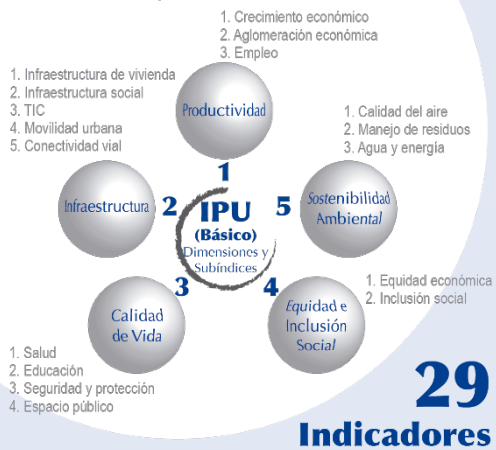 1. Crecimiento económico
2. Aglomeración económica
3. Empleo
Productividad
1
1. Infraestructura de vivienda
2. Infraestructura social
3. TIC
4. Movilidad urbana
5. Conectividad vial
Infraestructura
2
IPU
(Básico)
Dimensiones y
Subíndices
5
1. Calidad del aire
2. Manejo de residuos
3. Agua y energía
Sostenibilidad
Ambiental
3
Calidad
de Vida
1. Salud
2. Educación
3. Seguridad y protección
4. Espacio público
4
Equidad e
Inclusión
Social
1. Equidad económica
2. Inclusión social
29
Indicadores